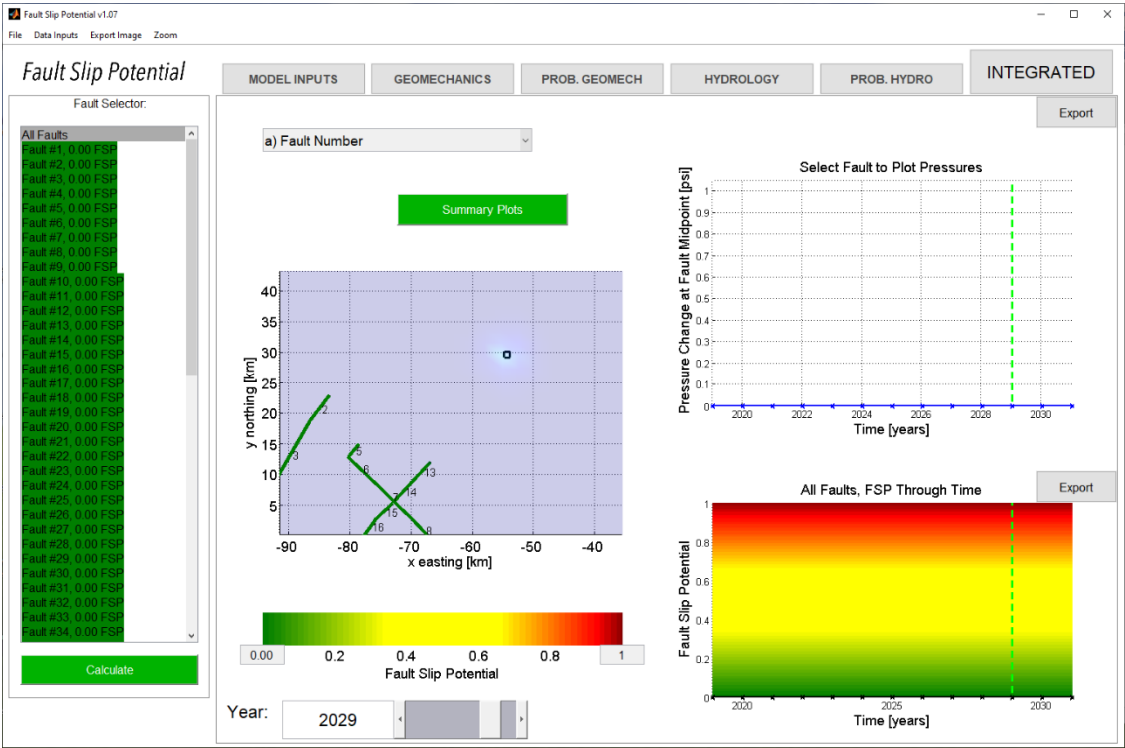 Fault Slip Potential v1.07
File Data Inputs Export Image Zoom
Fault Slip Potential
MODEL INPUTS
GEOMECHANICS
PROB. GEOMECH
HYDROLOGY
PROB. HYDRO
INTEGRATED
Fault Selector:
All Faults
Fault #1, 0.00 FSP
Fault #2, 0.00 FSP
Fault #3, 0.00 FSP
Fault #4, 0.00 FSP
Fault #5, 0.00 FSP
Fault #6, 0.00 FSP
Fault #7, 0.00 FSP
Fault #8, 0.00 FSP
Fault #9, 0.00 FSP
Fault #10, 0.00 FSP
Fault #11, 0.00 FSP
Fault #12, 0.00 FSP
Fault #13, 0.00 FSP
Fault #14, 0.00 FSP
Fault #15, 0.00 FSP
Fault #16, 0.00 FSP
Fault #17, 0.00 FSP
Fault #18, 0.00 FSP
Fault #19, 0.00 FSP
Fault #20, 0.00 FSP
Fault #21, 0.00 FSP
Fault #22, 0.00 FSP
Fault #23, 0.00 FSP
Fault #24, 0.00 FSP
Fault #25, 0.00 FSP
Fault #26, 0.00 FSP
Fault #27, 0.00 FSP
Fault #28, 0.00 FSP
Fault #29, 0.00 FSP
Fault #30, 0.00 FSP
Fault #31, 0.00 FSP
Fault #32, 0.00 FSP
Fault #33, 0.00 FSP
Fault #34, 0.00 FSP
Calculate
a) Fault Number
Summary Plots
y northing [km]
40
35
30
25
20
15
10
5
2
3
5
6
7
13
14
15
16
8
-90 -80 -70 -60 -50 -40
x easting [km]
0.00 0.2 0.4 0.6 0.8 1
Fault Slip Potential
Year: 2029
Export
Select Fault to Plot Pressures
Pressure Change at Fault Midpoint [psi]
1
0.9
0.8
0.7
0.6
0.5
0.4
0.3
0.2
0.1
0
2020 2022 2024 2026 2028 2030
Time [years]
Export
All Faults, FSP Through Time
Fault Slip Potential
1
0.8
0.6
0.4
0.2
0
2020 2025 2030
Time [years]